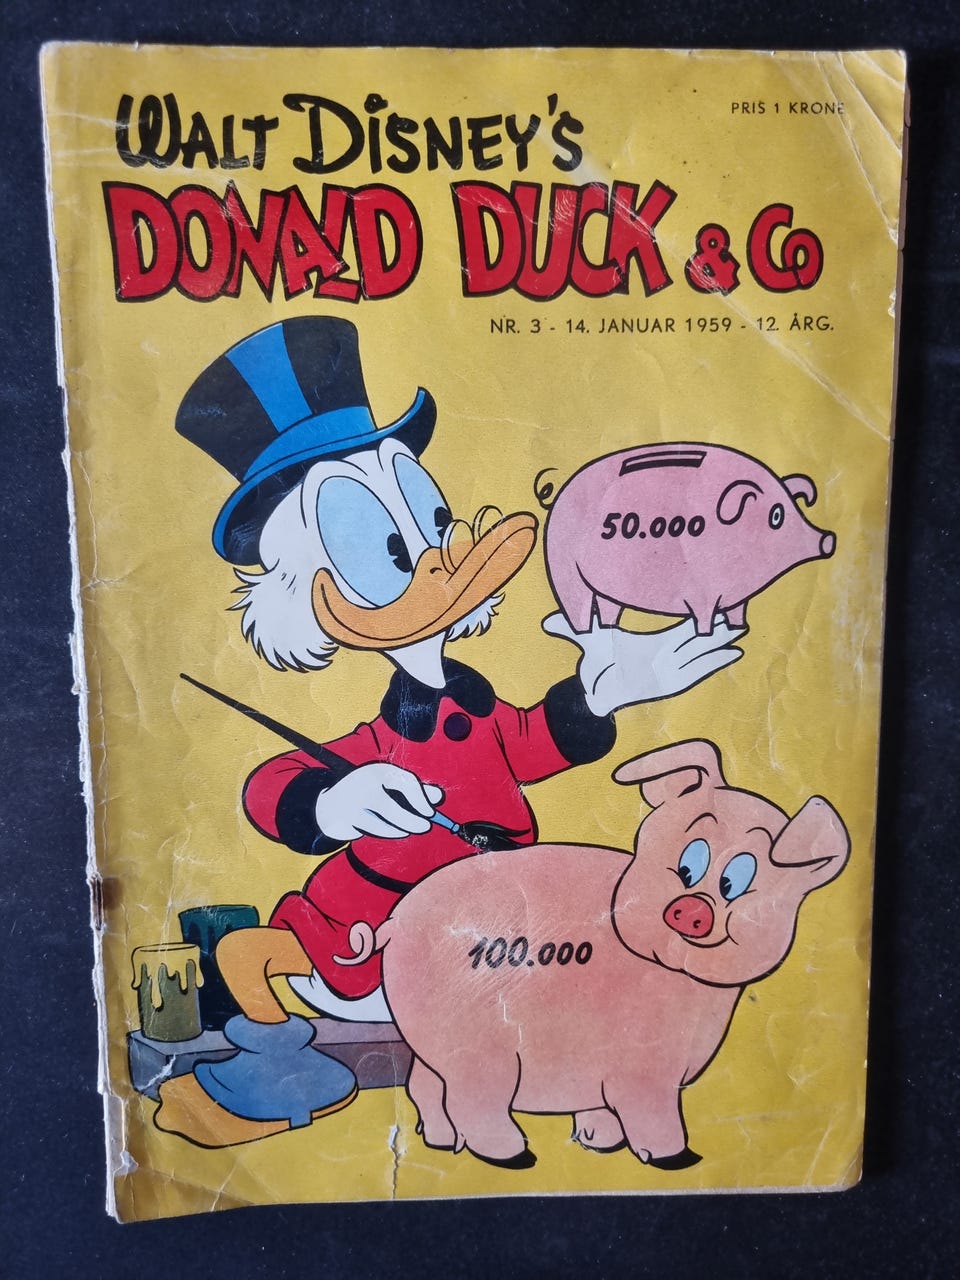 WALT DISNEY'S
PRIS 1 KRONE
DONALD DUCK & Co
NR. 3 - 14. JANUAR 1959 - 12. ÅRG.
50.000
100.000